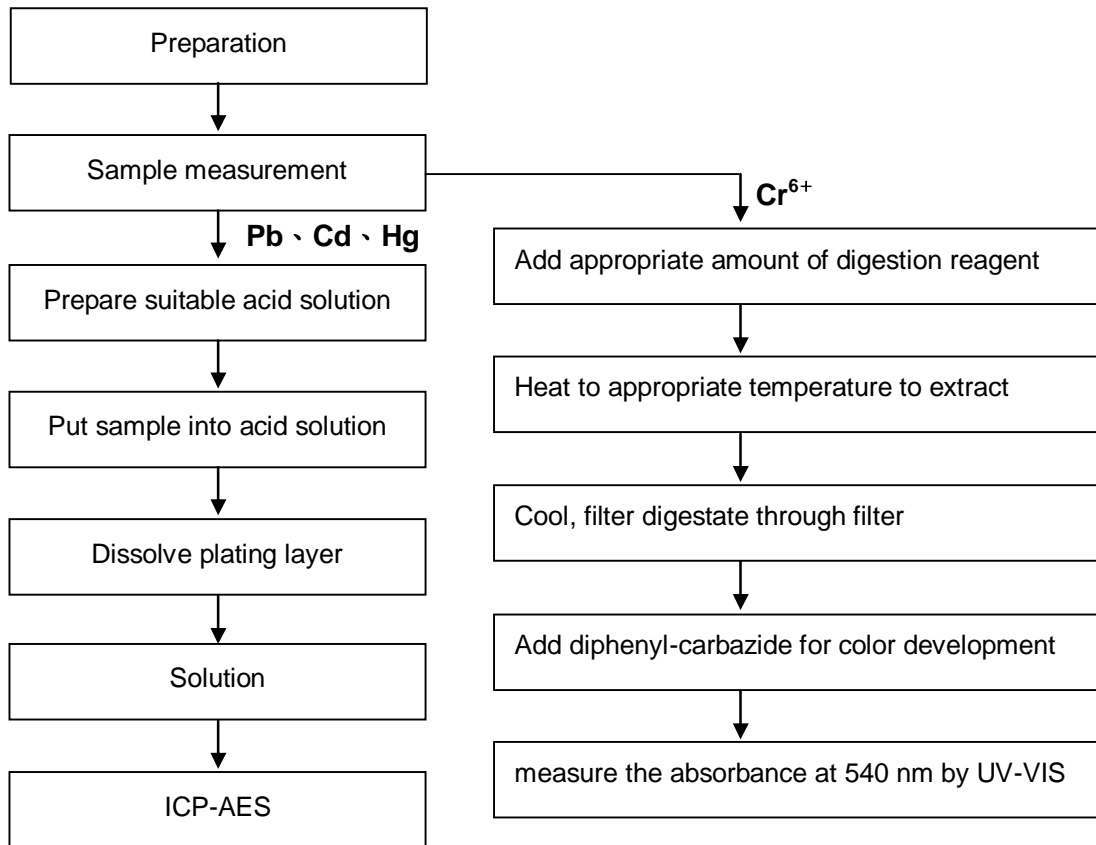 Preparation
Sample measurement
Pb、Cd、Hg
Prepare suitable acid solution
Put sample into acid solution
Dissolve plating layer
Solution
ICP-AES
Cr⁶⁺
Add appropriate amount of digestion reagent
Heat to appropriate temperature to extract
Cool, filter digestate through filter
Add diphenyl-carbazide for color development
measure the absorbance at 540 nm by UV-VIS